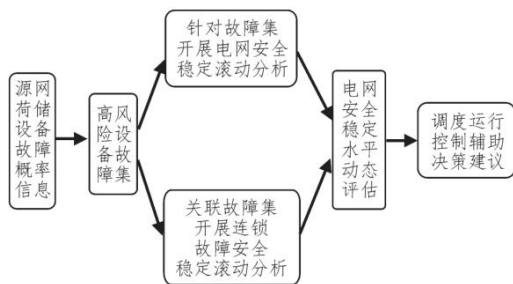 源网
荷储
设备
故障
概率
信息
高风
险设
备故
障集
针对故障集
开展电网安全
稳定滚动分析
关联故障集
开展连锁
故障安全
稳定滚动分析
电网
安全
稳定
水平
动态
评估
调度运行
控制辅助
决策建议